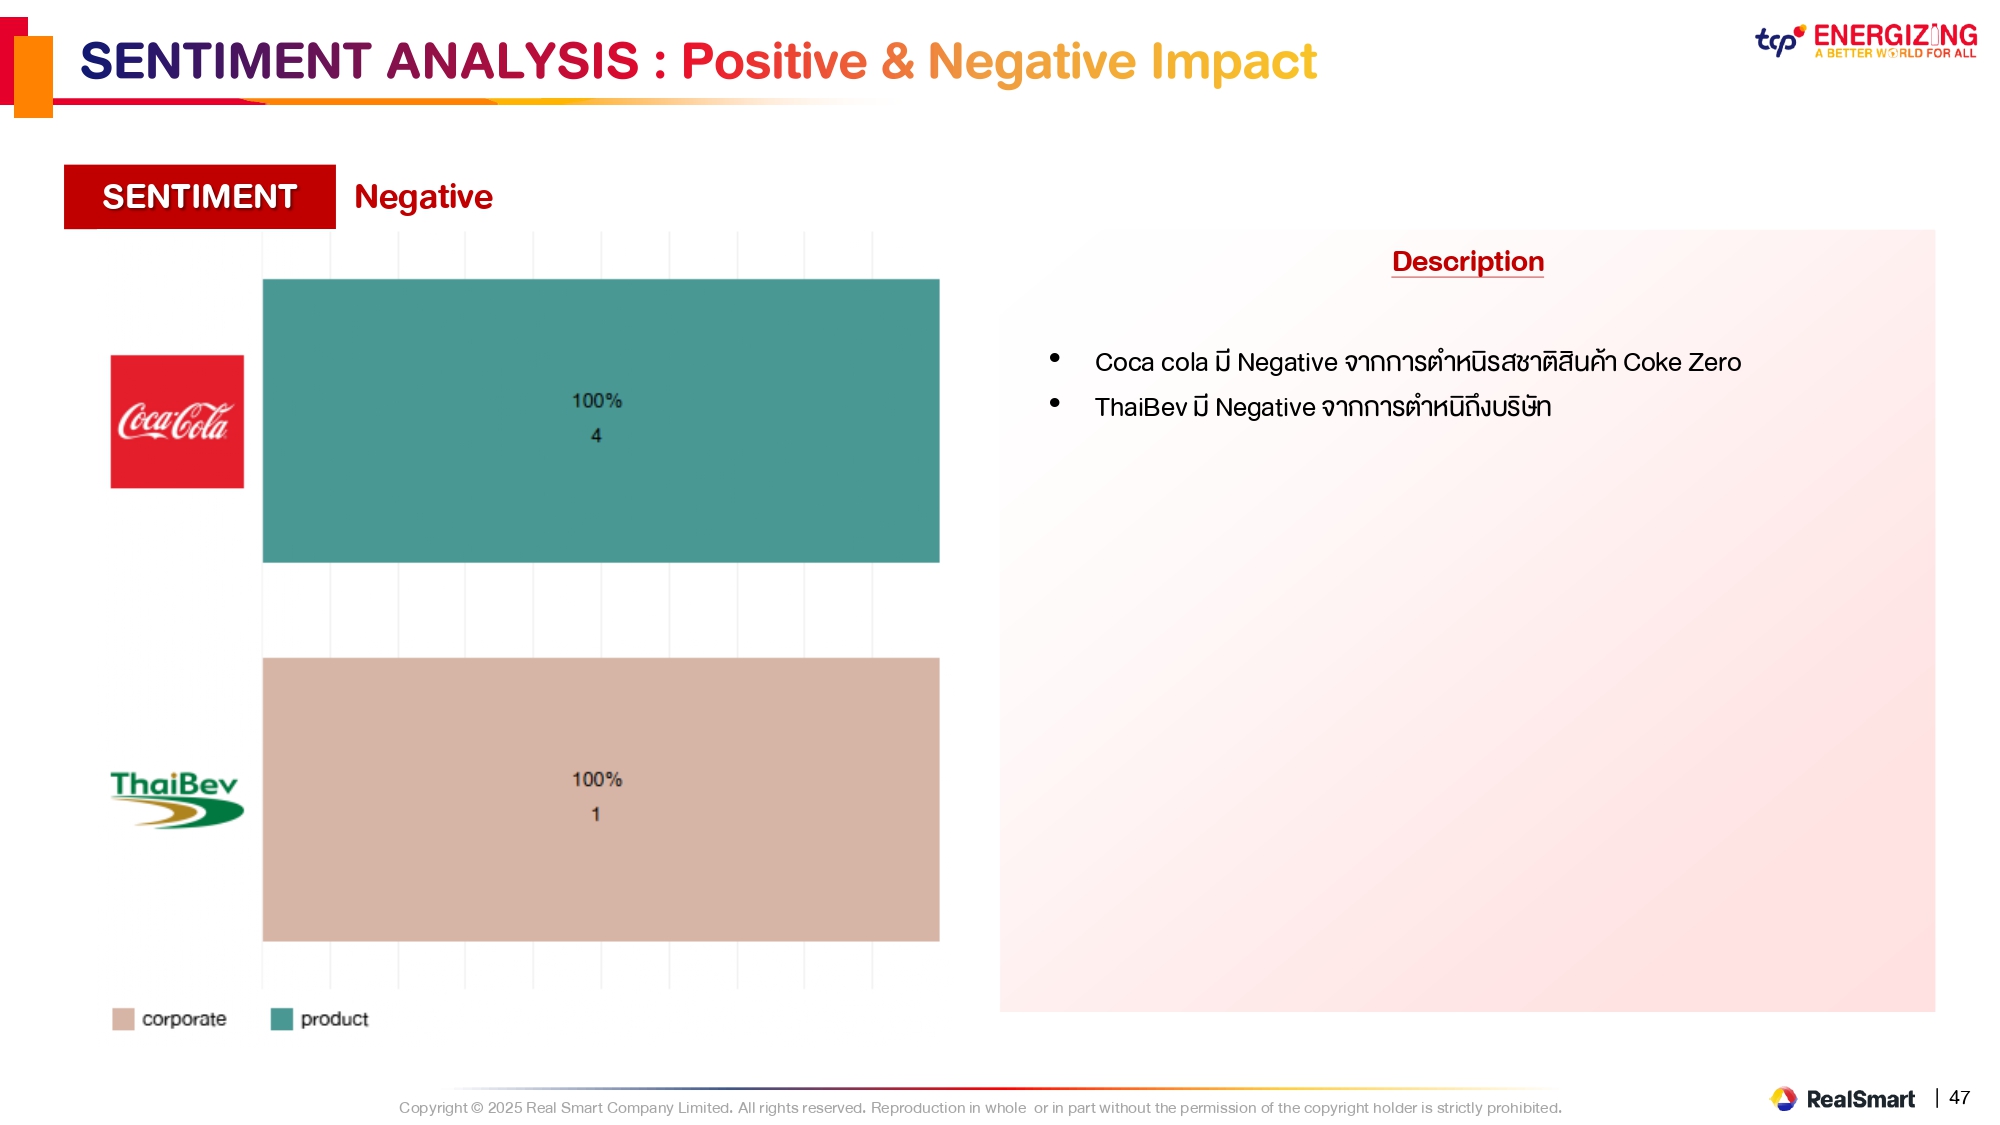 SENTIMENT ANALYSIS : Positive & Negative Impact
tcp ENERGIZING
A BETTER WORLD FOR ALL
SENTIMENT Negative
Description
• Coca cola มี Negative จากการตำหนิรสชาติสินค้า Coke Zero
• ThaiBev มี Negative จากการตำหนิถึงบริษัท
Coca-Cola
100%
4
ThaiBev
100%
1
corporate product
Copyright © 2025 Real Smart Company Limited. All rights reserved. Reproduction in whole or in part without the permission of the copyright holder is strictly prohibited.
RealSmart | 47